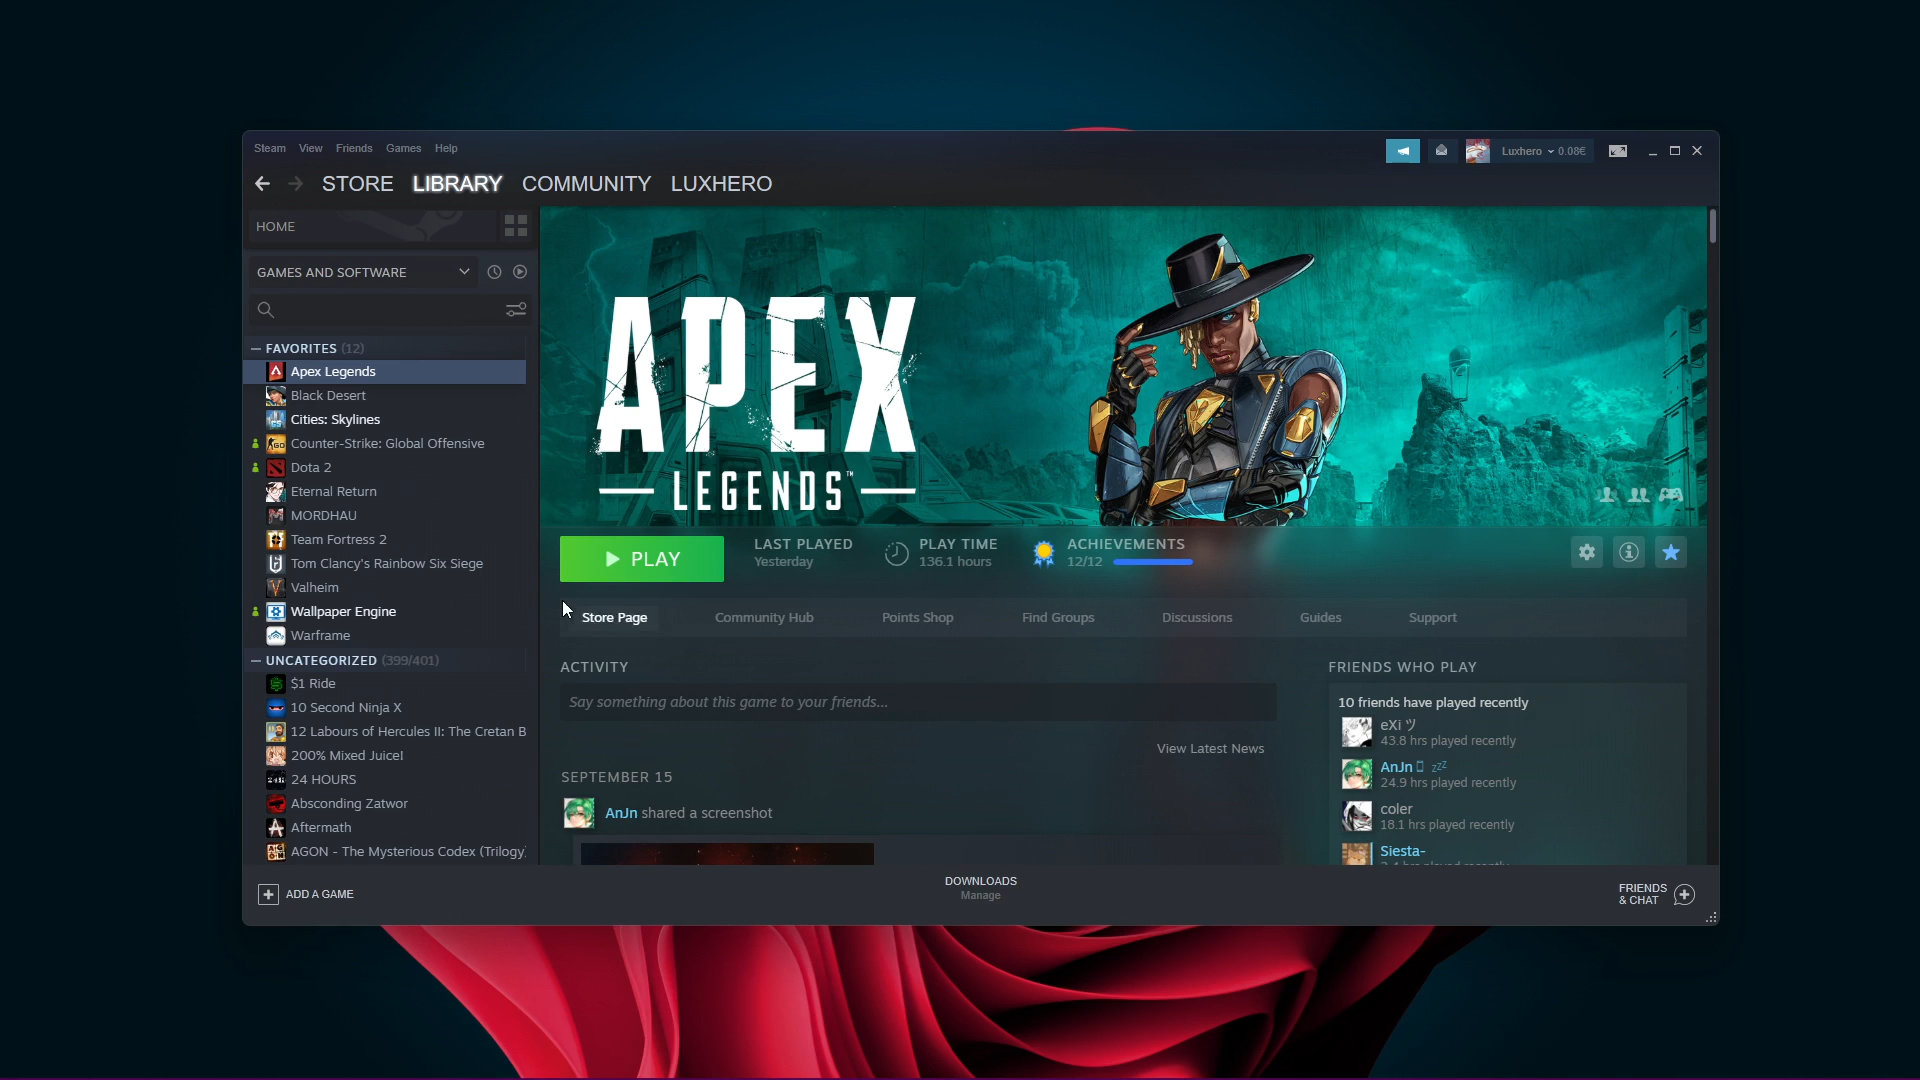 Steam View Friends Games Help
Luxhero 0.08€
STORE LIBRARY COMMUNITY LUXHERO
HOME
GAMES AND SOFTWARE
— FAVORITES (12)
Apex Legends
Black Desert
Cities: Skylines
Counter-Strike: Global Offensive
Dota 2
Eternal Return
MORDHAU
Team Fortress 2
Tom Clancy's Rainbow Six Siege
Valheim
Wallpaper Engine
Warframe
— UNCATEGORIZED (399/401)
$1 Ride
10 Second Ninja X
12 Labours of Hercules II: The Cretan B
200% Mixed Juice!
24 HOURS
Absconding Zatwor
Aftermath
AGON - The Mysterious Codex (Trilogy)
APEX
LEGENDS™
PLAY
LAST PLAYED
Yesterday
PLAY TIME
136.1 hours
ACHIEVEMENTS
12/12
Store Page Community Hub Points Shop Find Groups Discussions Guides Support
ACTIVITY
Say something about this game to your friends...
View Latest News
SEPTEMBER 15
AnJn shared a screenshot
FRIENDS WHO PLAY
10 friends have played recently
eXi ツ
43.8 hrs played recently
AnJn zzz
24.9 hrs played recently
coler
18.1 hrs played recently
Siesta-
ADD A GAME
DOWNLOADS
Manage
FRIENDS
& CHAT